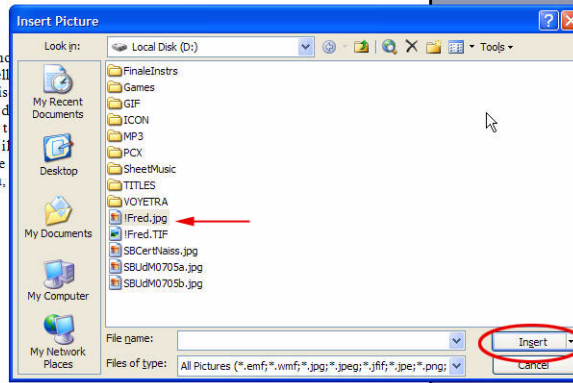 Insert Picture
Look in:
Local Disk (D:)
Tools
My Recent
Documents
Desktop
My Documents
My Computer
My Network
Places
FinaleInstrs
Games
GIF
ICON
MP3
PCX
SheetMusic
TITLES
VOYETRA
!Fred.jpg
!Fred.TIF
SBCertNaiss.jpg
SBUdM0705a.jpg
SBUdM0705b.jpg
File name:
Insert
Files of type:
All Pictures (*.emf;*.wmf;*.jpg;*.jpeg;*.jfif;*.jpe;*.png;
Cancel